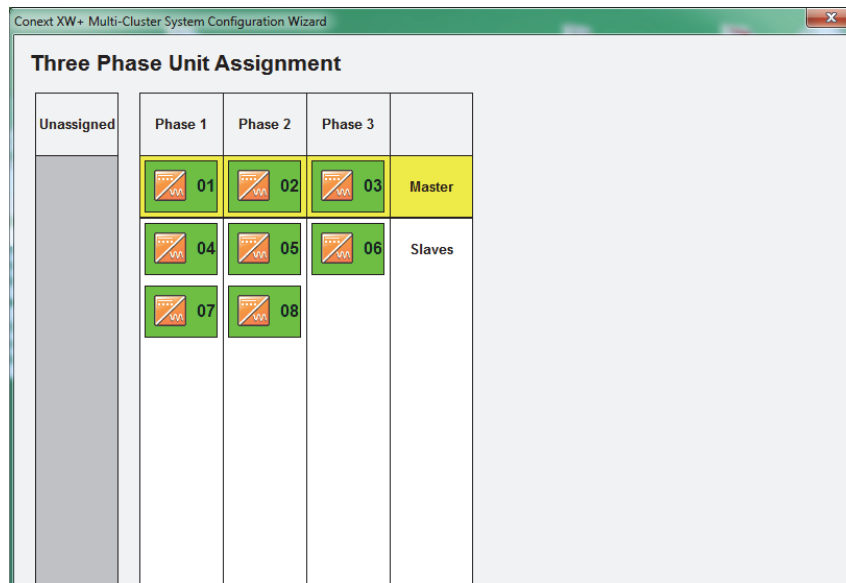 Conext XW+ Multi-Cluster System Configuration Wizard
Three Phase Unit Assignment
Unassigned Phase 1 Phase 2 Phase 3
01 02 03 Master
04 05 06 Slaves
07 08